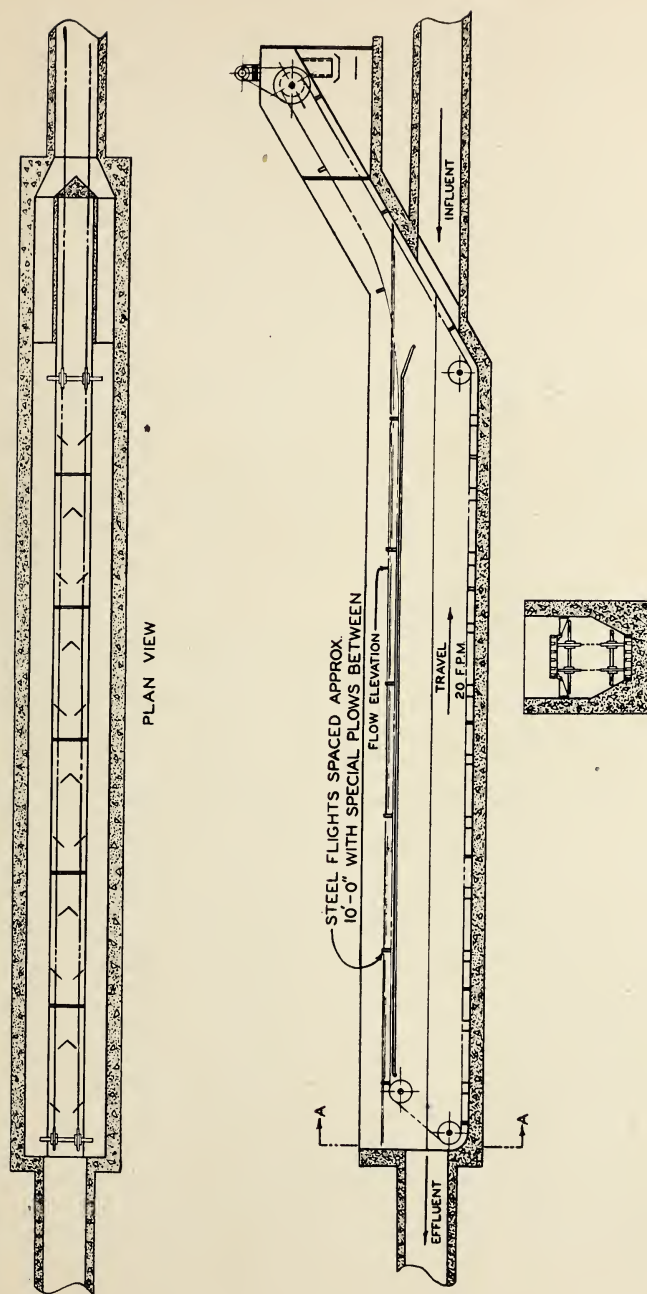 PLAN VIEW
STEEL FLIGHTS SPACED APPROX.
10'-0" WITH SPECIAL PLOWS BETWEEN
FLOW ELEVATION
INFLUENT
TRAVEL
20 F.P.M.
EFFLUENT
A
A